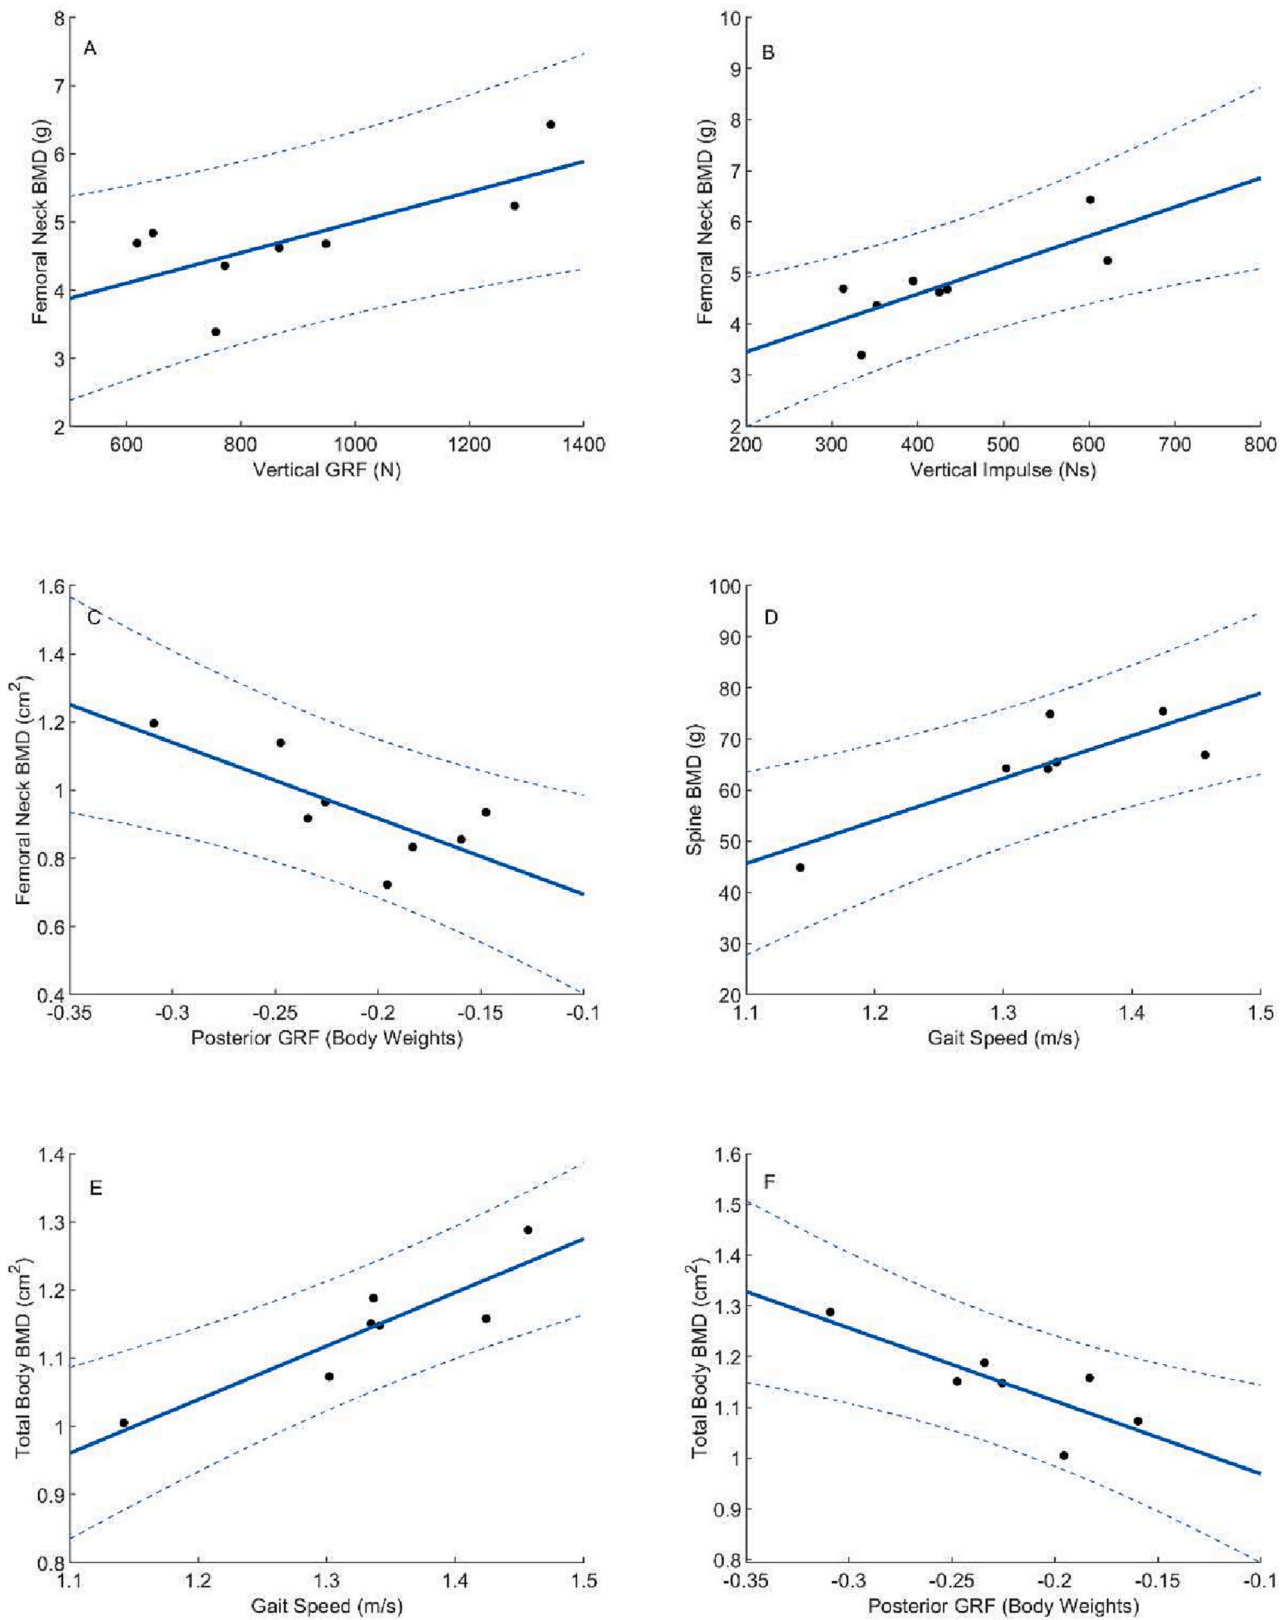 A
Femoral Neck BMD (g)
8
7
6
5
4
3
2
600 800 1000 1200 1400
Vertical GRF (N)
B
Femoral Neck BMD (g)
10
9
8
7
6
5
4
3
2
200 300 400 500 600 700 800
Vertical Impulse (Ns)
C
Femoral Neck BMD (cm²)
1.6
1.4
1.2
1
0.8
0.6
0.4
-0.35 -0.3 -0.25 -0.2 -0.15 -0.1
Posterior GRF (Body Weights)
D
Spine BMD (g)
100
90
80
70
60
50
40
30
20
1.1 1.2 1.3 1.4 1.5
Gait Speed (m/s)
E
Total Body BMD (cm²)
1.4
1.3
1.2
1.1
1
0.9
0.8
1.1 1.2 1.3 1.4 1.5
Gait Speed (m/s)
F
Total Body BMD (cm²)
1.6
1.5
1.4
1.3
1.2
1.1
1
0.9
0.8
-0.35 -0.3 -0.25 -0.2 -0.15 -0.1
Posterior GRF (Body Weights)